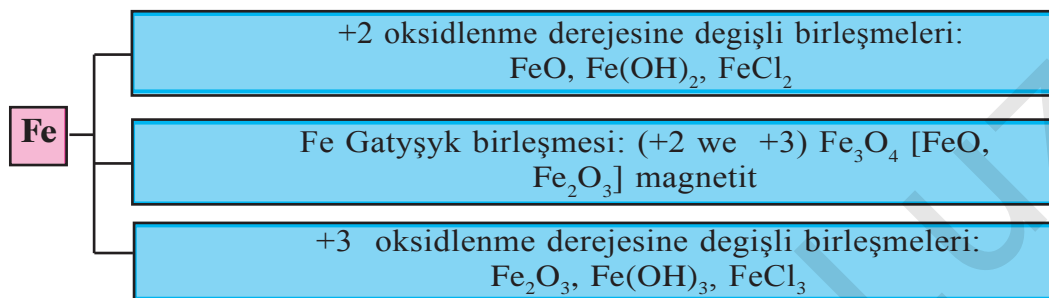 +2 oksidlenme derejesine degişli birleşmeleri:
FeO, Fe(OH)₂, FeCl₂
Fe
Fe Gatyşyk birleşmesi: (+2 we +3) Fe₃O₄ [FeO,
Fe₂O₃] magnetit
+3 oksidlenme derejesine degişli birleşmeleri:
Fe₂O₃, Fe(OH)₃, FeCl₃